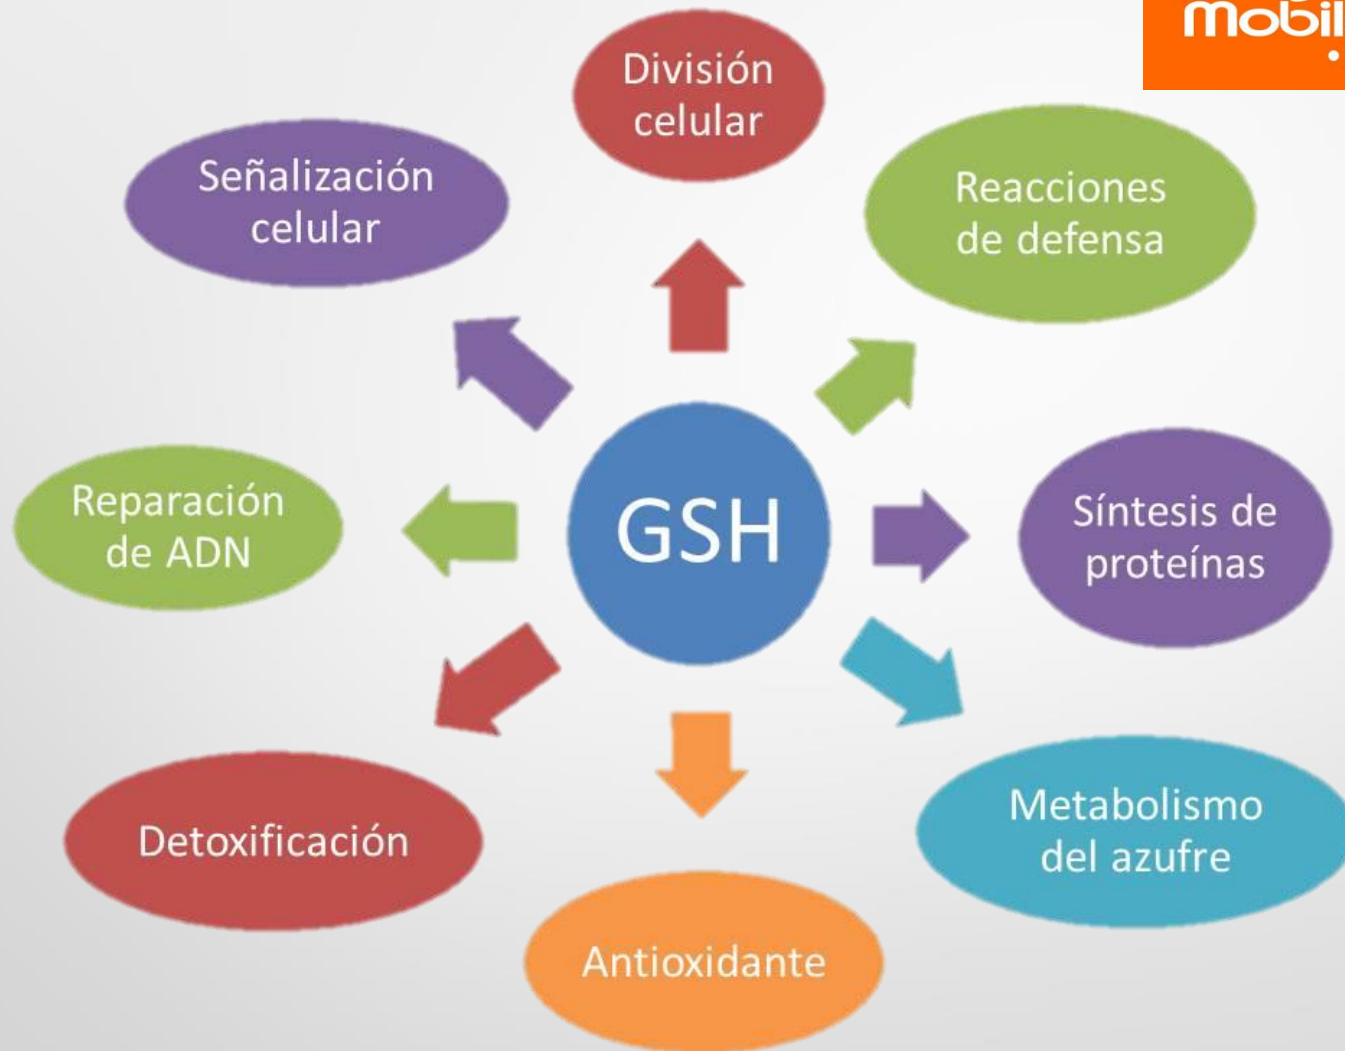 mobil
División
celular
Señalización
celular
Reacciones
de defensa
Reparación
de ADN
GSH
Síntesis de
proteínas
Detoxificación
Metabolismo
del azufre
Antioxidante